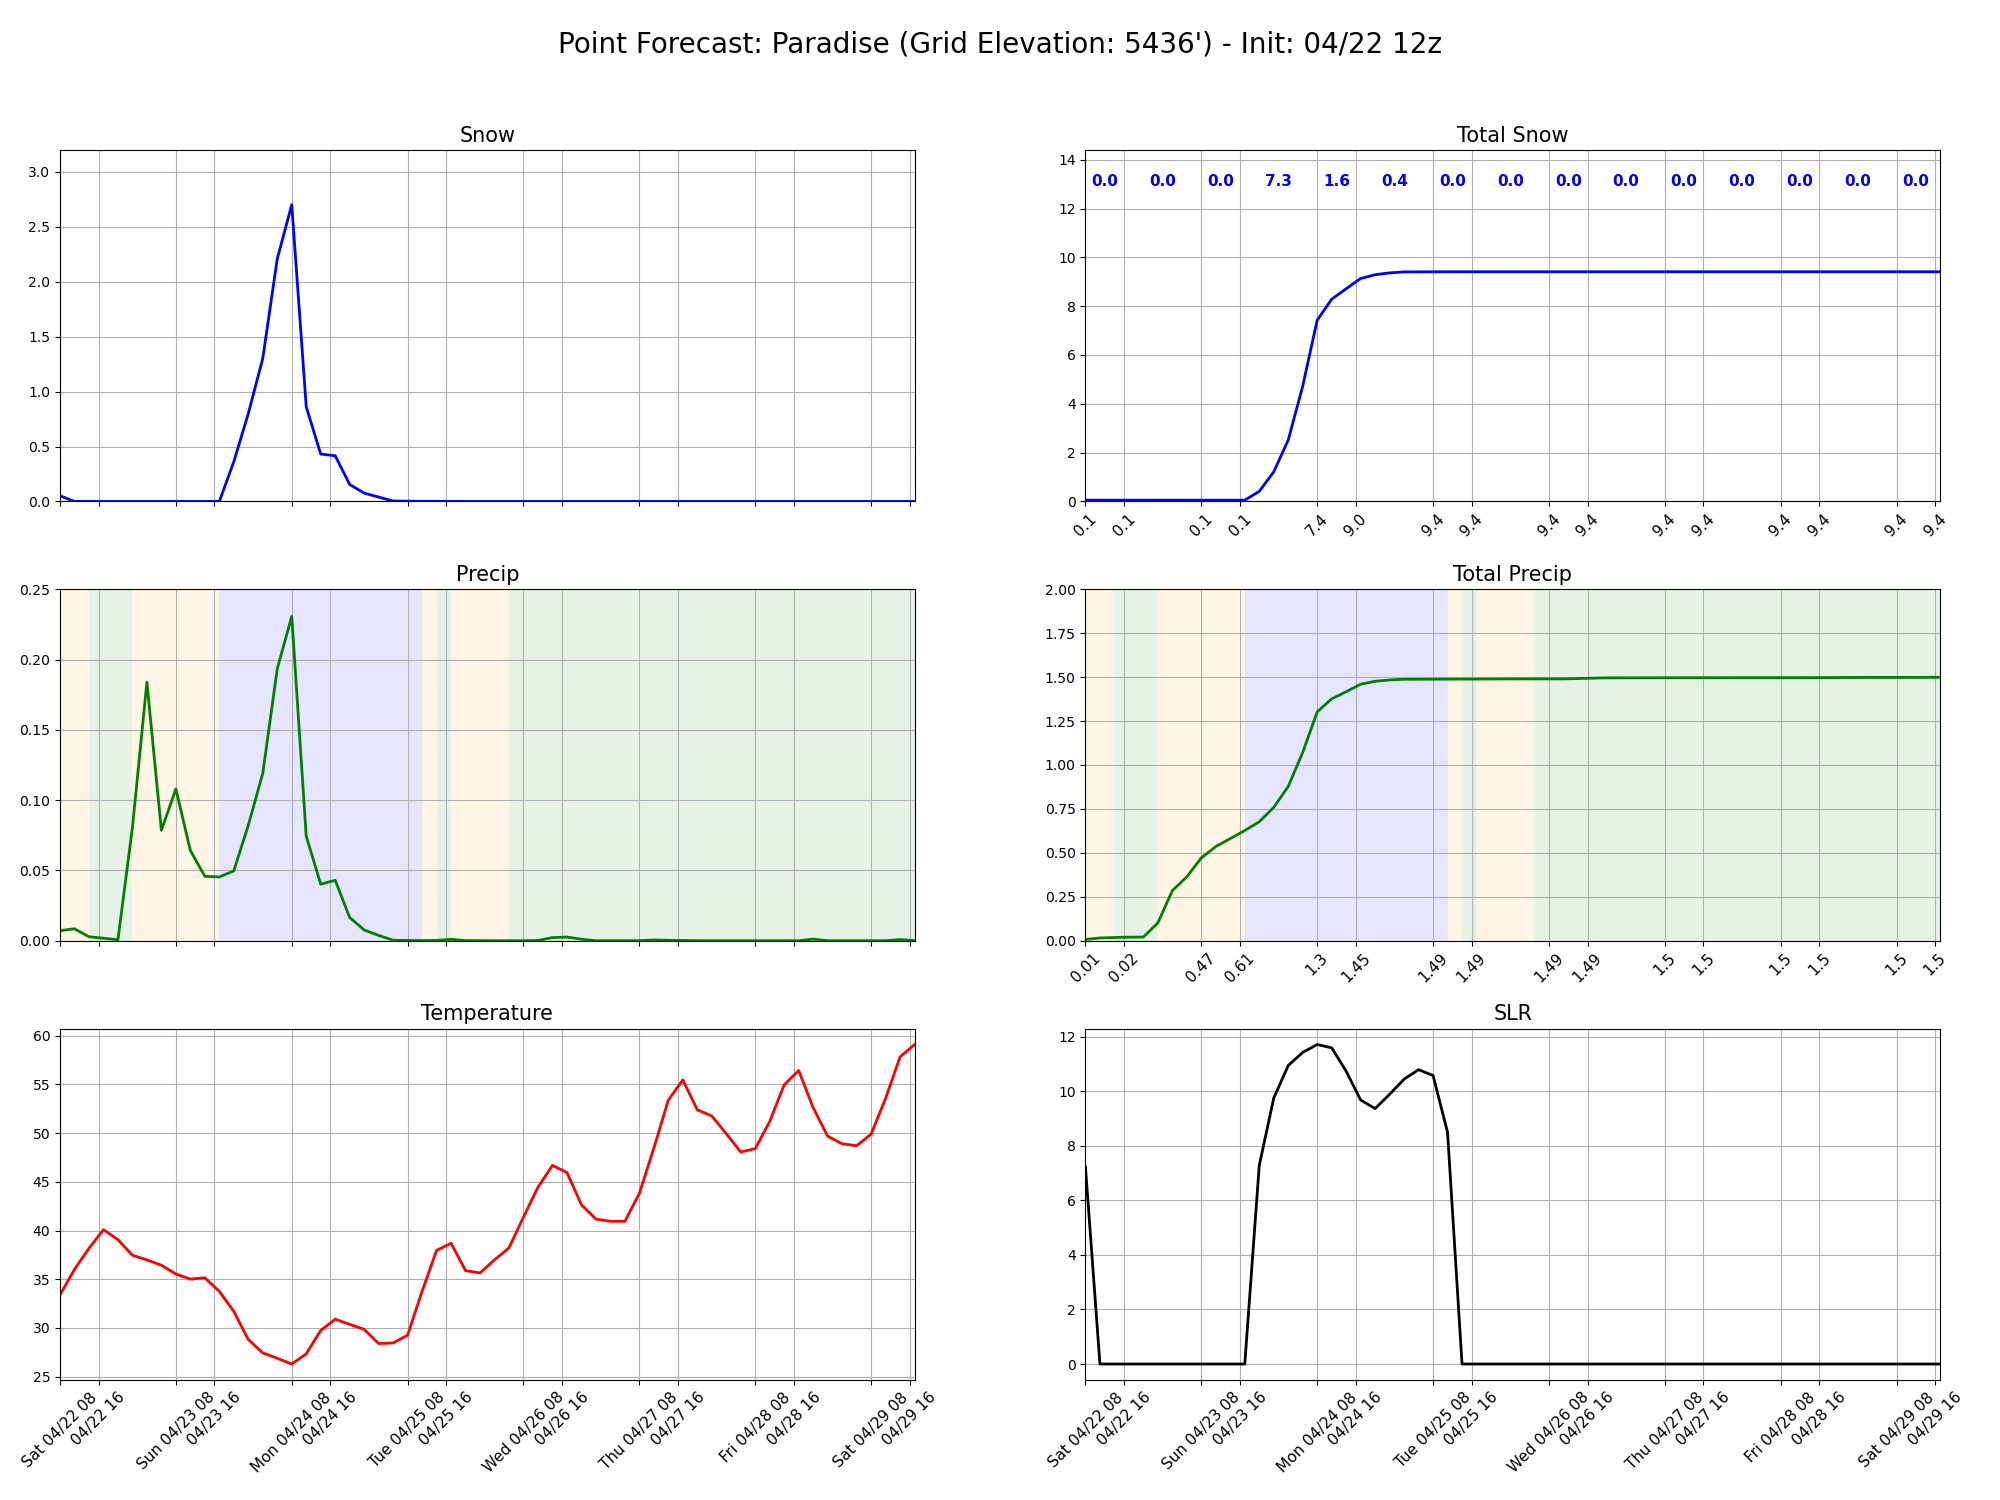 Point Forecast: Paradise (Grid Elevation: 5436') - Init: 04/22 12z
Snow
3.0
2.5
2.0
1.5
1.0
0.5
0.0
Total Snow
14
12
10
8
6
4
2
0
0.0 0.0 0.0 7.3 1.6 0.4 0.0 0.0 0.0 0.0 0.0 0.0 0.0 0.0 0.0
0.1 0.1 0.1 0.1 7.4 9.0 9.4 9.4 9.4 9.4 9.4 9.4 9.4 9.4 9.4 9.4
Precip
0.25
0.20
0.15
0.10
0.05
0.00
Total Precip
2.00
1.75
1.50
1.25
1.00
0.75
0.50
0.25
0.00
0.01 0.02 0.47 0.61 1.3 1.45 1.49 1.49 1.49 1.49 1.5 1.5 1.5 1.5 1.5 1.5
Temperature
60
55
50
45
40
35
30
25
Sat 04/22 08
04/22 16
Sun 04/23 08
04/23 16
Mon 04/24 08
04/24 16
Tue 04/25 08
04/25 16
Wed 04/26 08
04/26 16
Thu 04/27 08
04/27 16
Fri 04/28 08
04/28 16
Sat 04/29 08
04/29 16
SLR
12
10
8
6
4
2
0
Sat 04/22 08
04/22 16
Sun 04/23 08
04/23 16
Mon 04/24 08
04/24 16
Tue 04/25 08
04/25 16
Wed 04/26 08
04/26 16
Thu 04/27 08
04/27 16
Fri 04/28 08
04/28 16
Sat 04/29 08
04/29 16